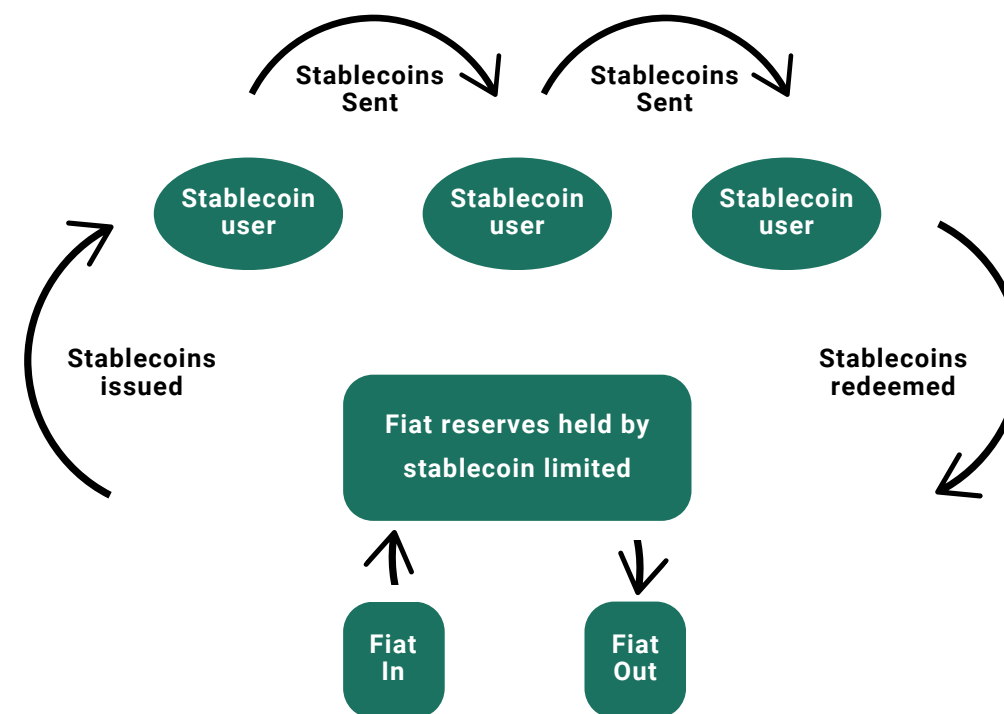 Stablecoins
Sent
Stablecoins
Sent
Stablecoin
user
Stablecoin
user
Stablecoin
user
Stablecoins
issued
Stablecoins
redeemed
Fiat reserves held by
stablecoin limited
Fiat
In
Fiat
Out